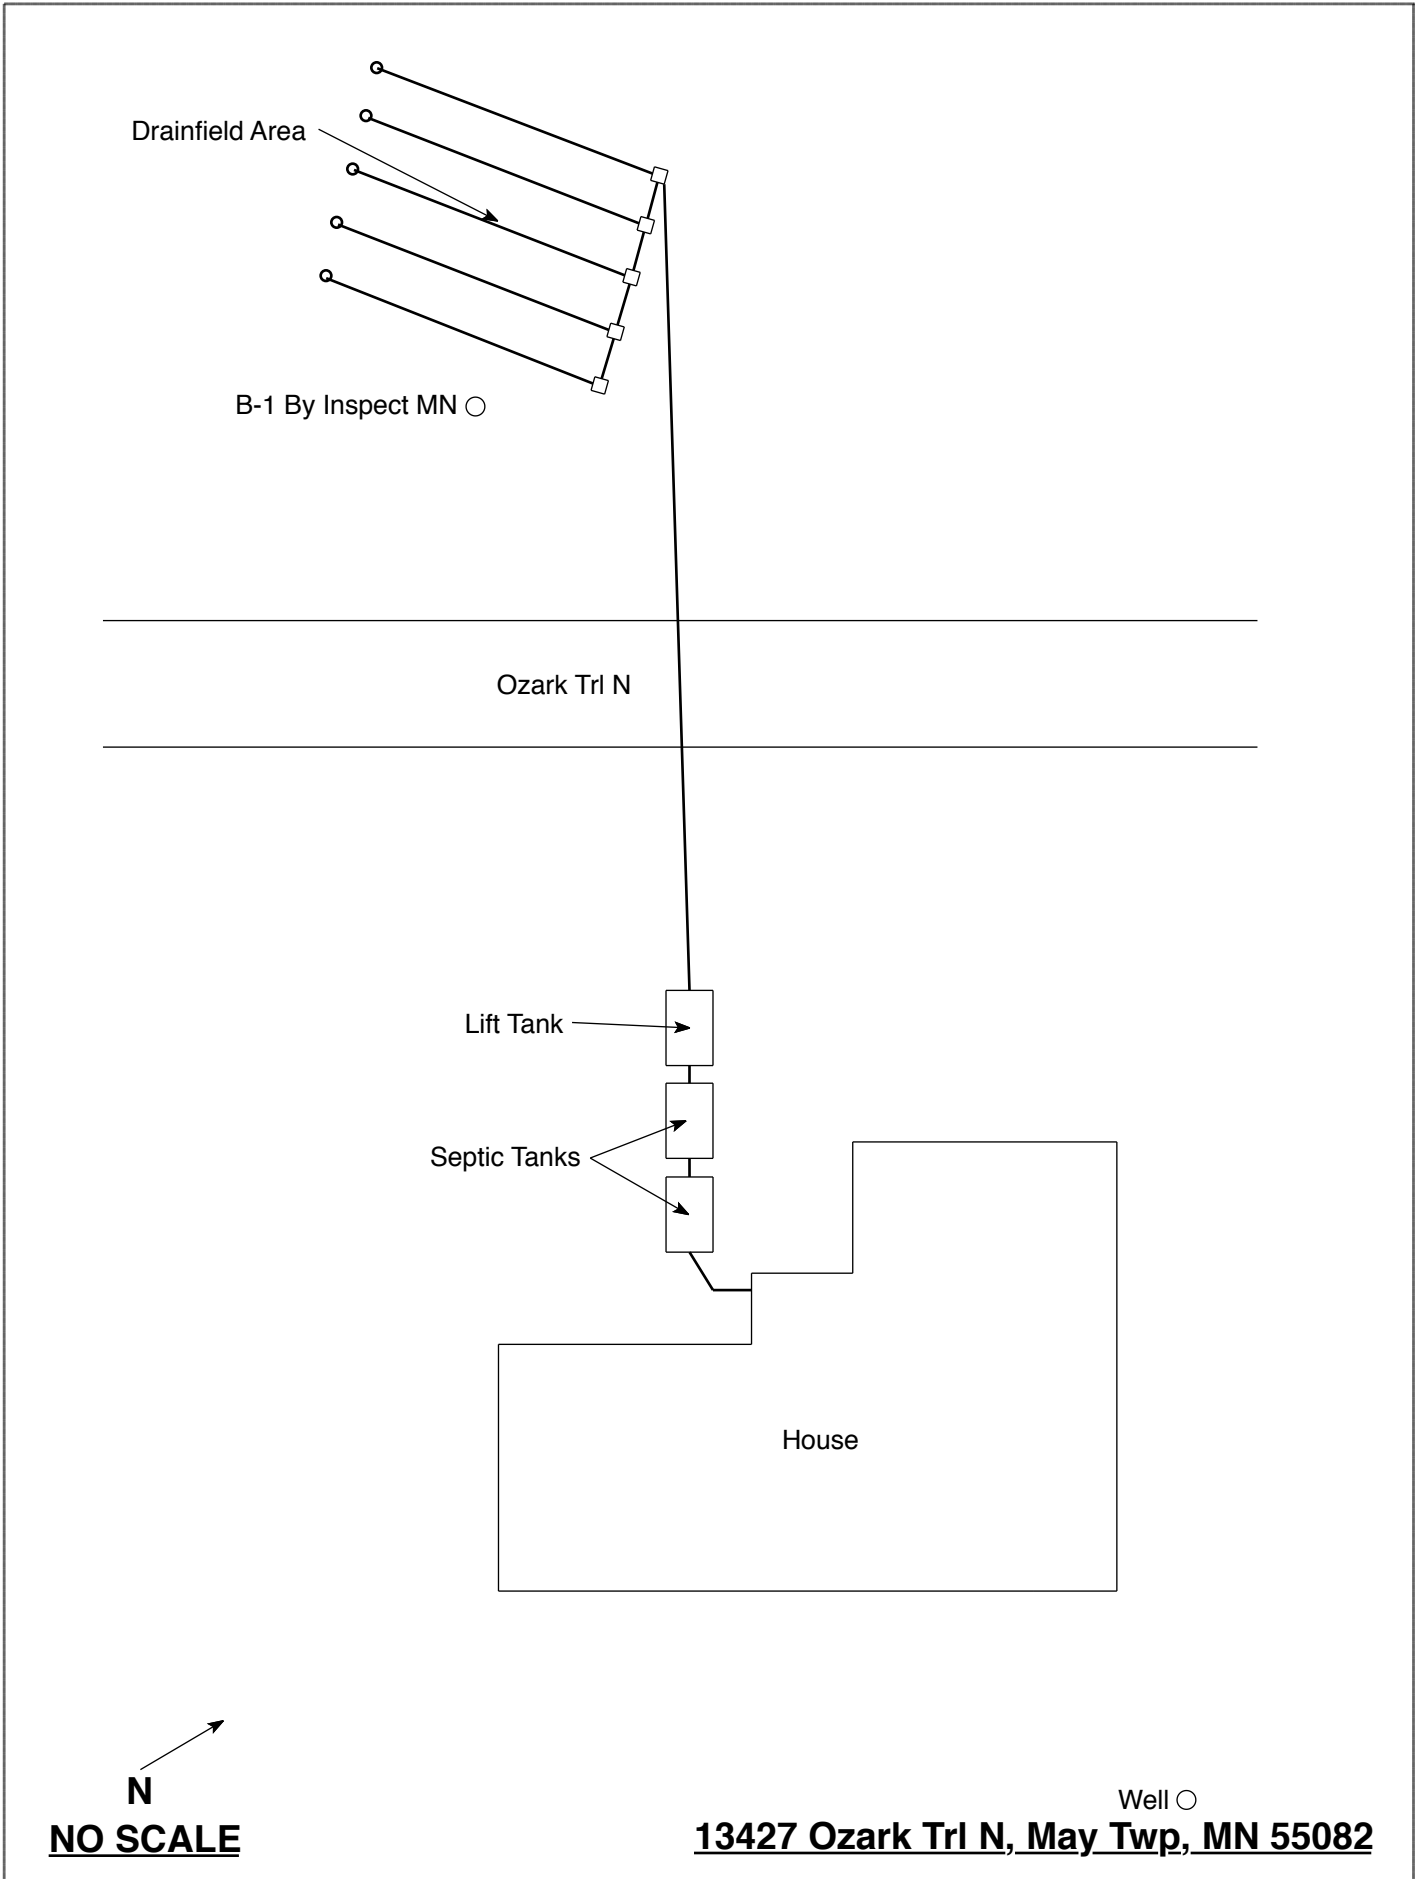 Drainfield Area
B-1 By Inspect MN
Ozark Trl N
Lift Tank
Septic Tanks
House
N
NO SCALE
Well
13427 Ozark Trl N, May Twp, MN 55082